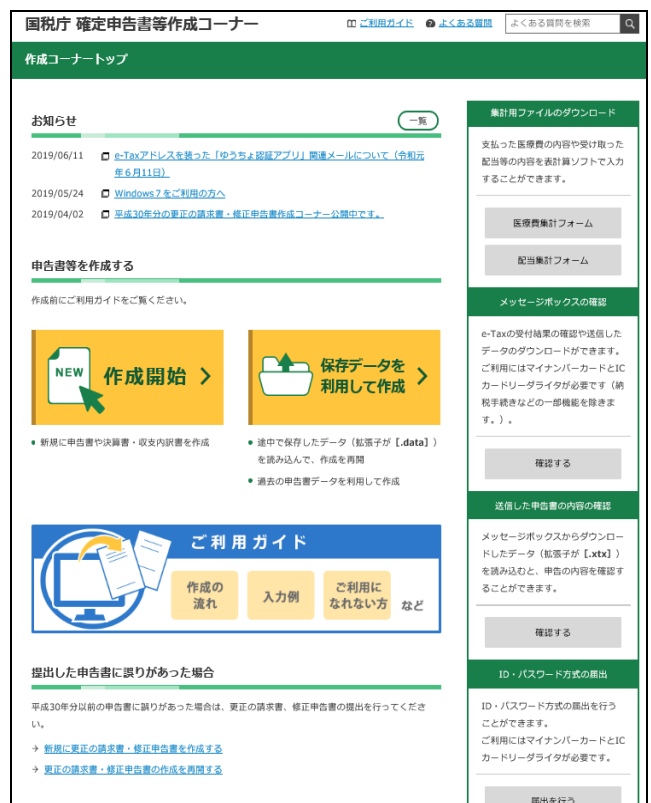 国税庁 確定申告書等作成コーナー
ご利用ガイド
よくある質問
よくある質問を検索
作成コーナートップ
お知らせ
一覧
2019/06/11 e-Taxアドレスを装った「ゆうちょ認証アプリ」関連メールについて（令和元
年６月11日）
2019/05/24 Windows７をご利用の方へ
2019/04/02 平成30年分の更正の請求書・修正申告書作成コーナー公開中です。
申告書等を作成する
作成前にご利用ガイドをご覧ください。
NEW
作成開始
• 新規に申告書や決算書・収支内訳書を作成
保存データを
利用して作成
• 途中で保存したデータ（拡張子が【.data】）
を読み込んで、作成を再開
• 過去の申告書データを利用して作成
ご利用ガイド
作成の
流れ
入力例
ご利用に
なれない方
など
提出した申告書に誤りがあった場合
平成30年分以前の申告書に誤りがあった場合は、更正の請求書、修正申告書の提出を行ってくださ
い。
→ 新規に更正の請求書・修正申告書を作成する
→ 更正の請求書・修正申告書の作成を再開する
集計用ファイルのダウンロード
支払った医療費の内容や受け取った
配当等の内容を表計算ソフトで入力
することができます。
医療費集計フォーム
配当集計フォーム
メッセージボックスの確認
e-Taxの受付結果の確認や送信した
データのダウンロードができます。
ご利用にはマイナンバーカードとIC
カードリーダライタが必要です（納
税手続きなどの一部機能を除きま
す。）。
確認する
送信した申告書の内容の確認
メッセージボックスからダウンロー
ドしたデータ（拡張子が【.xtx】）
を読み込むと、申告の内容を確認す
ることができます。
確認する
ID・パスワード方式の届出
ID・パスワード方式の届出を行う
ことができます。
ご利用にはマイナンバーカードとIC
カードリーダライタが必要です。
届出を行う